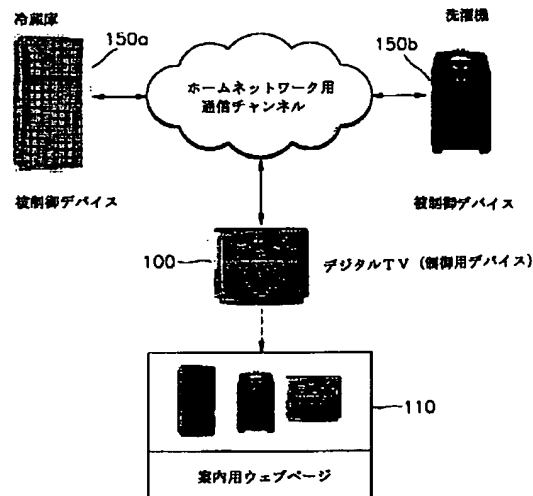 冷蔵庫
150a
洗濯機
150b
ホームネットワーク用
通信チャンネル
被制御デバイス
被制御デバイス
100
デジタルTV (制御用デバイス)
110
案内用ウェブページ